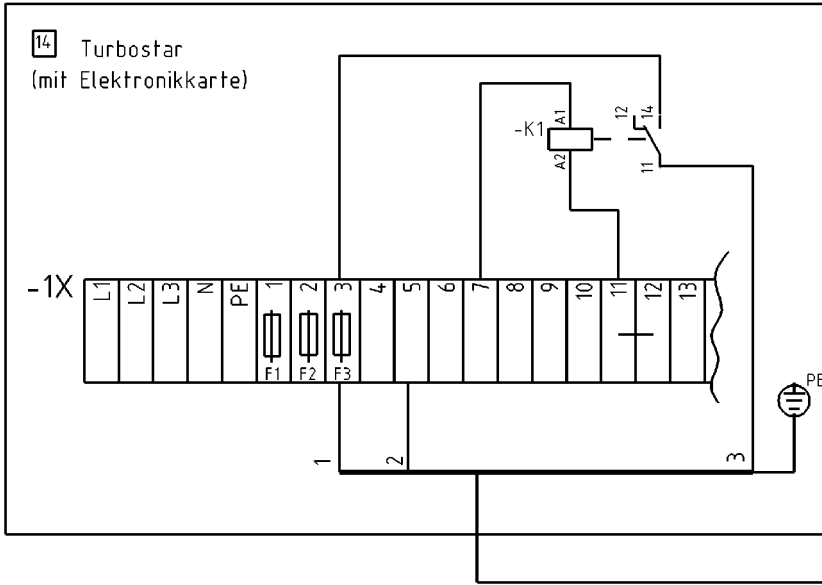 14 Turbostar
(mit Elektronikkarte)
-K1
A1
A2
12
14
11
-1X
L1 L2 L3 N PE 1 2 3 4 5 6 7 8 9 10 11 12 13
F1 F2 F3
PE
1 2 3